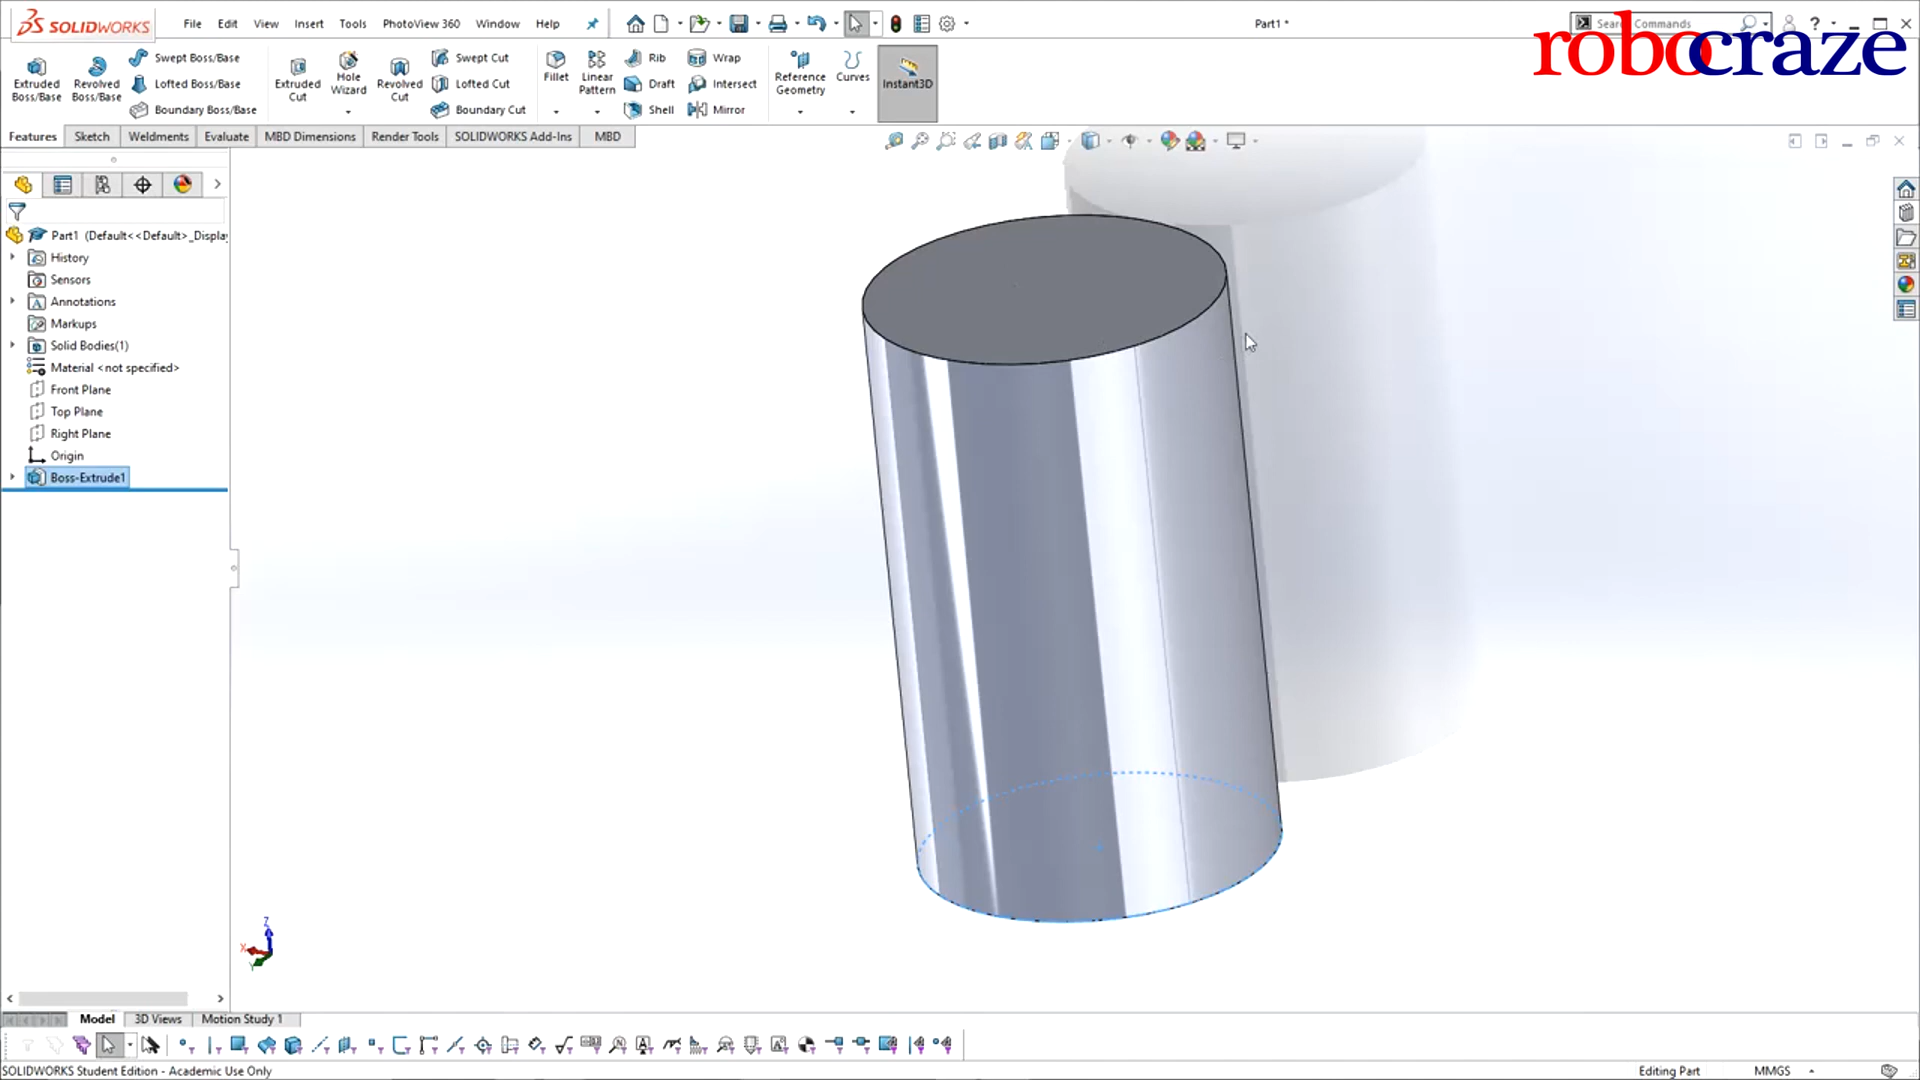 SOLIDWORKS File Edit View Insert Tools PhotoView 360 Window Help Part1 * Search Commands ?
robocraze
Extruded Boss/Base
Revolved Boss/Base
Swept Boss/Base
Lofted Boss/Base
Boundary Boss/Base
Extruded Cut
Hole Wizard
Revolved Cut
Swept Cut
Lofted Cut
Boundary Cut
Fillet
Linear Pattern
Rib
Draft
Shell
Wrap
Intersect
Mirror
Reference Geometry
Curves
Instant3D
Features Sketch Weldments Evaluate MBD Dimensions Render Tools SOLIDWORKS Add-Ins MBD
Part1 (Default<<Default>_Displa
History
Sensors
Annotations
Markups
Solid Bodies(1)
Material <not specified>
Front Plane
Top Plane
Right Plane
Origin
Boss-Extrude1
Z
X
Y
Model 3D Views Motion Study 1
SOLIDWORKS Student Edition - Academic Use Only Editing Part MMGS